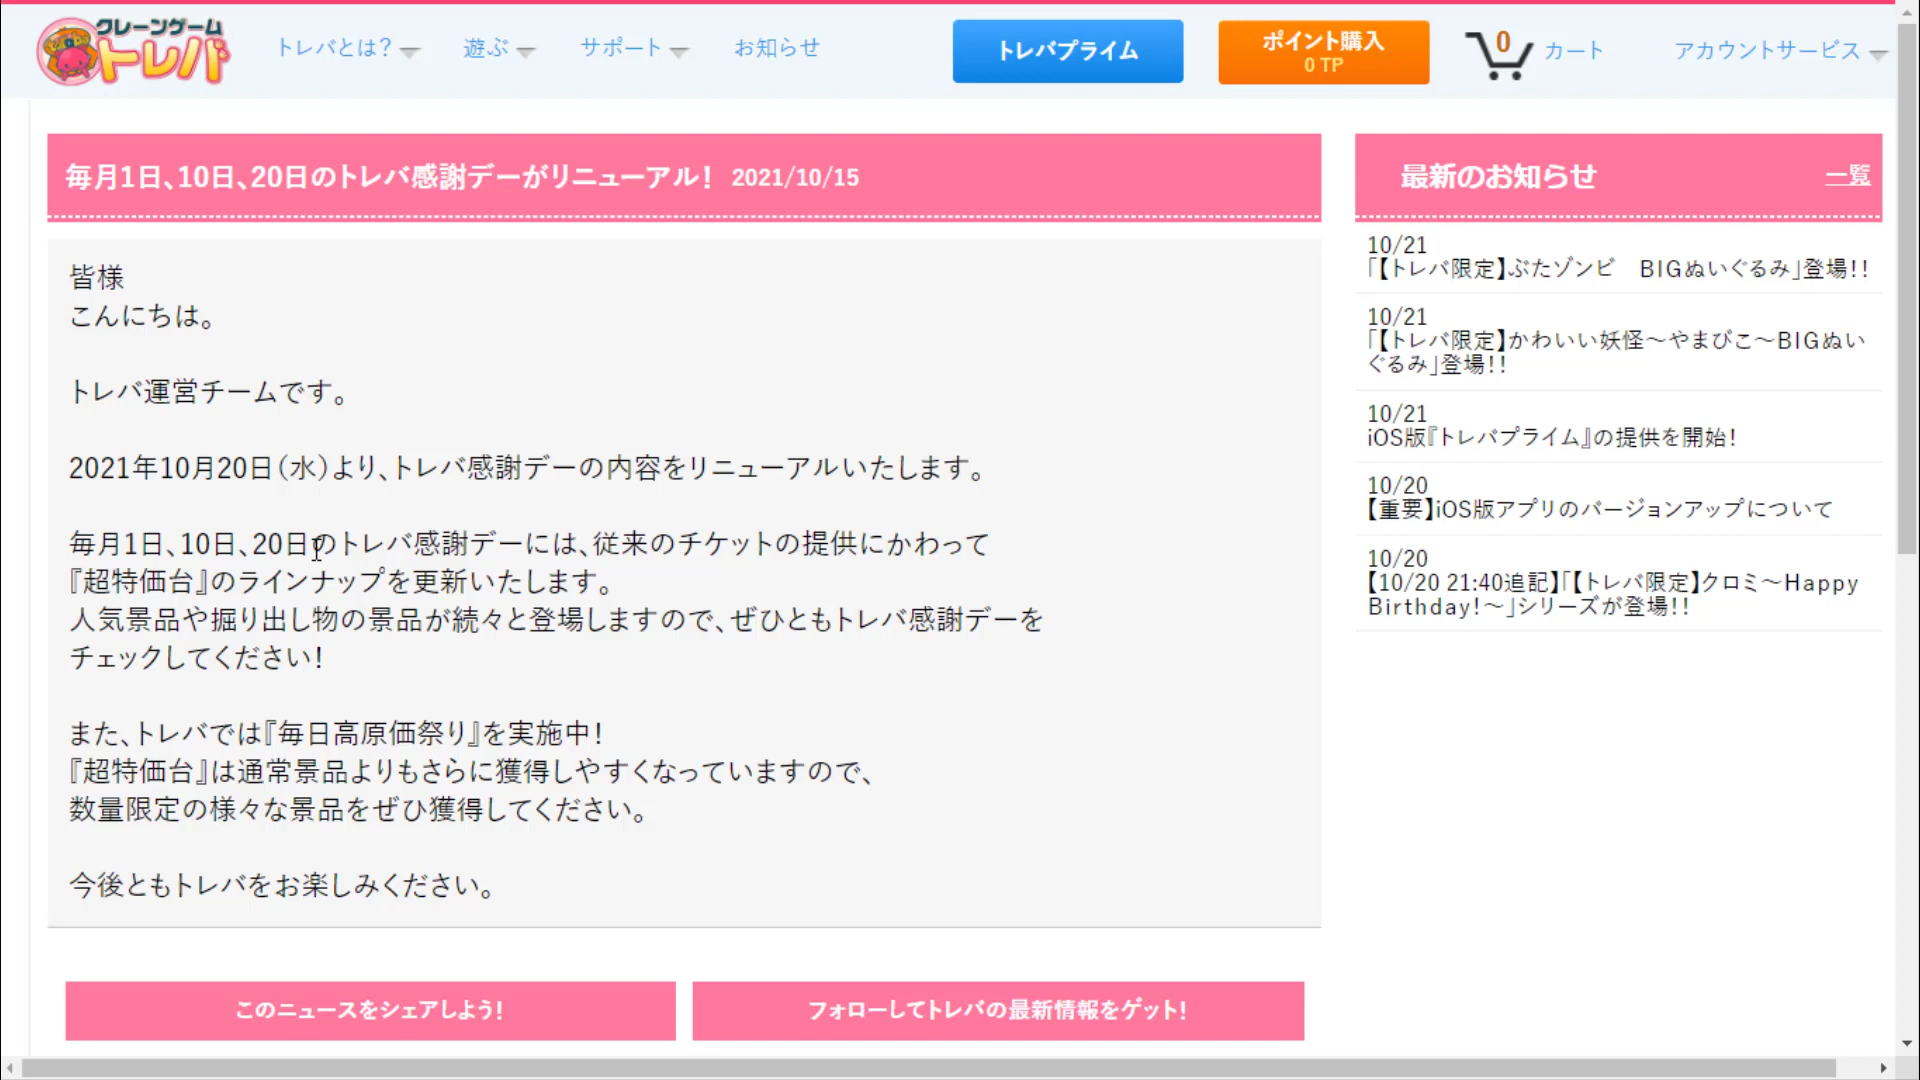 クレーンゲーム
トレバ
トレバとは？
遊ぶ
サポート
お知らせ
トレバプライム
ポイント購入
0 TP
0
カート
アカウントサービス
毎月1日、10日、20日のトレバ感謝デーがリニューアル！ 2021/10/15
皆様
こんにちは。
トレバ運営チームです。
2021年10月20日（水）より、トレバ感謝デーの内容をリニューアルいたします。
毎月1日、10日、20日のトレバ感謝デーには、従来のチケットの提供にかわって
『超特価台』のラインナップを更新いたします。
人気景品や掘り出し物の景品が続々と登場しますので、ぜひともトレバ感謝デーを
チェックしてください！
また、トレバでは『毎日高原価祭り』を実施中！
『超特価台』は通常景品よりもさらに獲得しやすくなっていますので、
数量限定の様々な景品をぜひ獲得してください。
今後ともトレバをお楽しみください。
このニュースをシェアしよう！
フォローしてトレバの最新情報をゲット！
最新のお知らせ
一覧
10/21
「【トレバ限定】ぶたゾンビ　BIGぬいぐるみ」登場！！
10/21
「【トレバ限定】かわいい妖怪～やまびこ～BIGぬい
ぐるみ」登場！！
10/21
iOS版『トレバプライム』の提供を開始！
10/20
【重要】iOS版アプリのバージョンアップについて
10/20
【10/20 21:40追記】「【トレバ限定】クロミ～Happy
Birthday！～」シリーズが登場！！